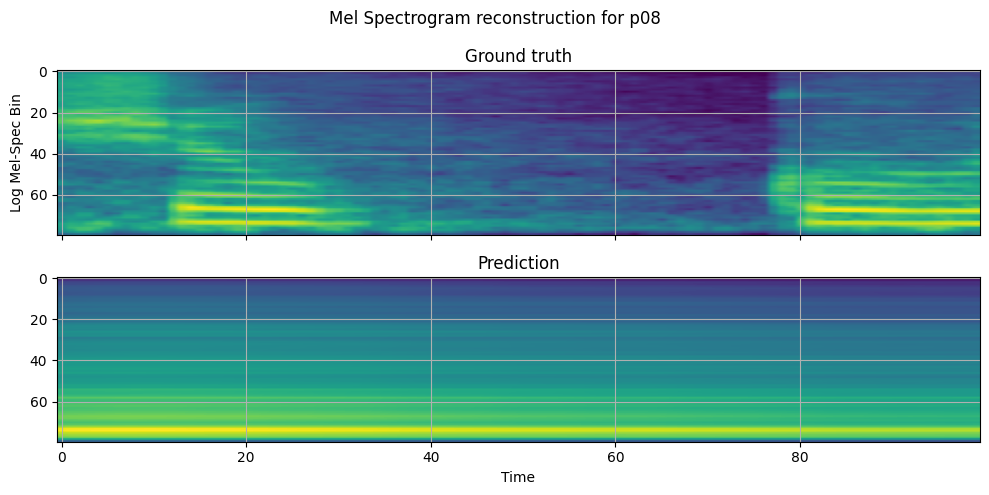 Mel Spectrogram reconstruction for p08
Ground truth
0
20
40
60
Log Mel-Spec Bin
Prediction
0
20
40
60
0 20 40 60 80
Time